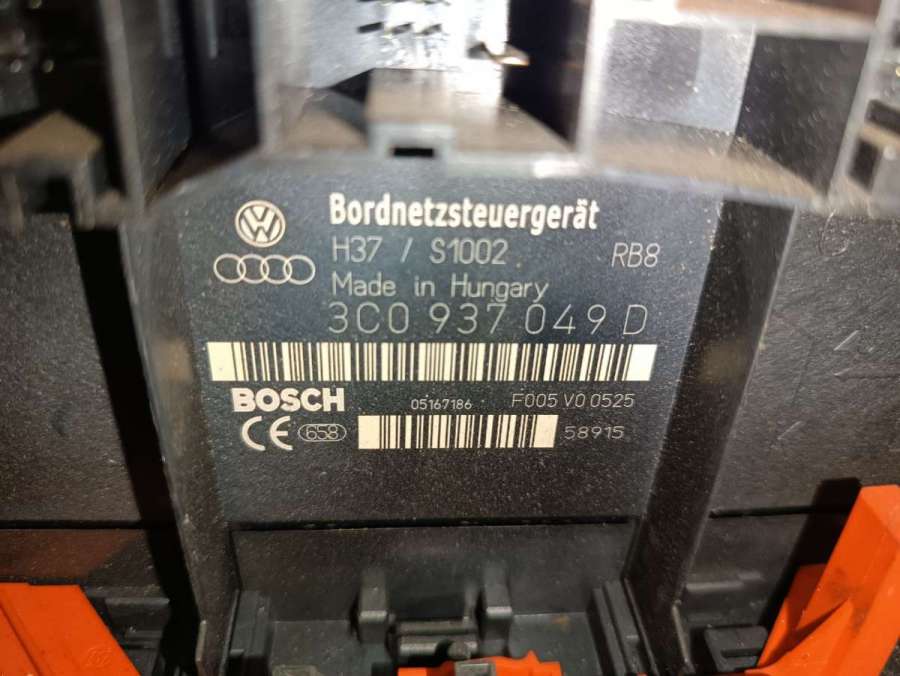 Bordnetzsteuergerät
H37 / S1002 RB8
Made in Hungary
3C0 937 049 D
BOSCH 05167186 F005 V0 0525
CE 658 58915